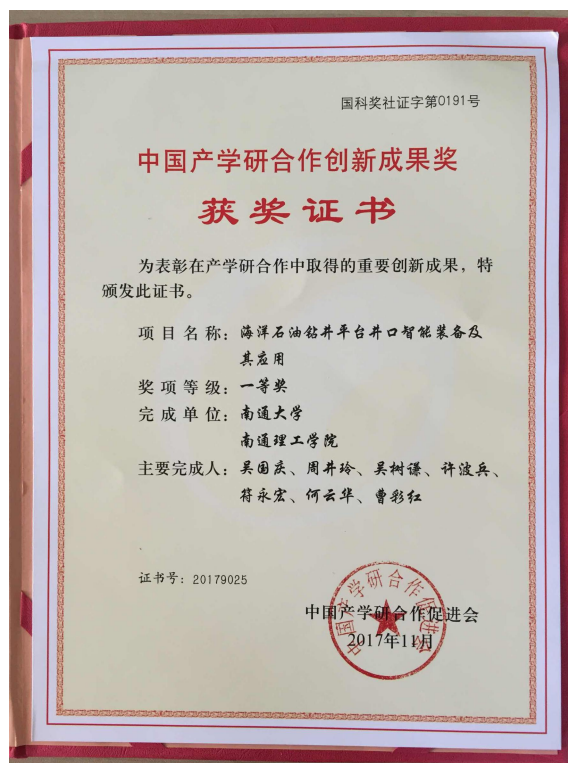 国科奖社证字第0191号
中国产学研合作创新成果奖
获奖证书
为表彰在产学研合作中取得的重要创新成果，特
颁发此证书。
项目名称：海洋石油钻井平台井口智能装备及
其应用
奖项等级：一等奖
完成单位：南通大学
南通理工学院
主要完成人：吴国庆、周井玲、吴树谦、许波兵、
符永宏、何云华、曹彩红
证书号：20179025
中国产学研合作促进会
2017年11月
中国产学研合作促进会